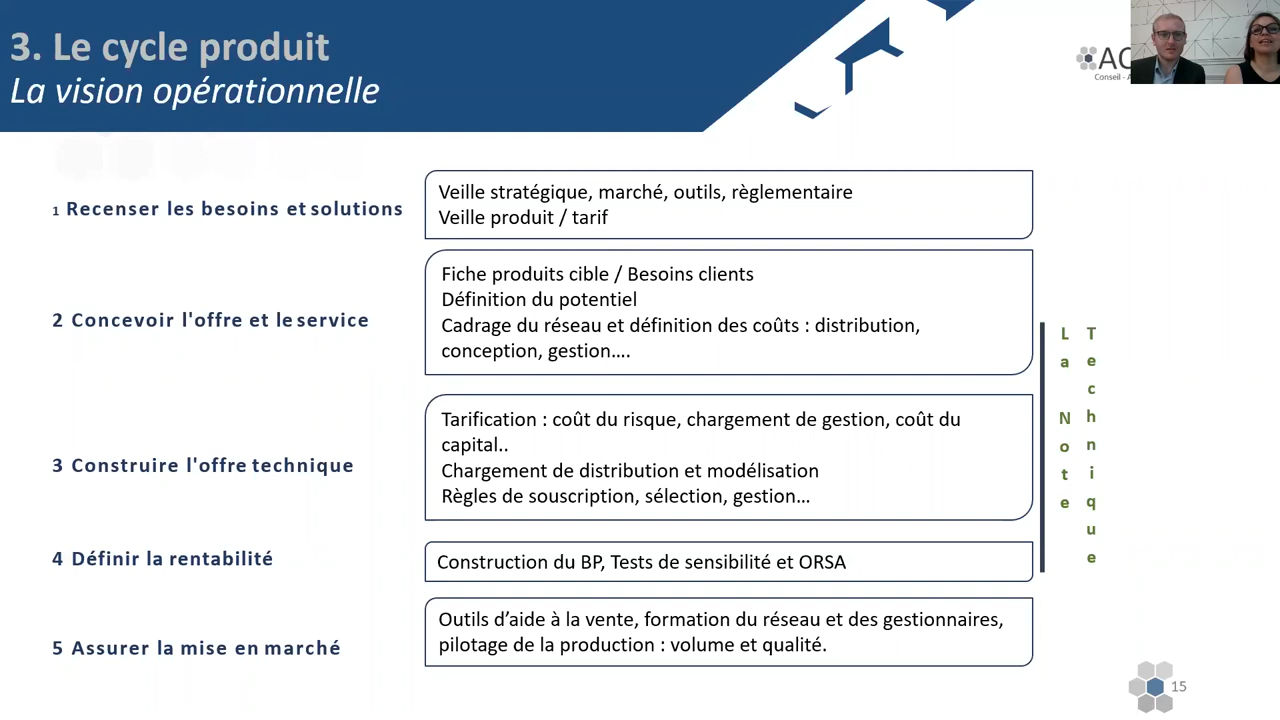 3. Le cycle produit
La vision opérationnelle
AC
Conseil - A
1 Recenser les besoins et solutions
Veille stratégique, marché, outils, règlementaire
Veille produit / tarif
2 Concevoir l'offre et le service
Fiche produits cible / Besoins clients
Définition du potentiel
Cadrage du réseau et définition des coûts : distribution,
conception, gestion….
3 Construire l'offre technique
Tarification : coût du risque, chargement de gestion, coût du
capital..
Chargement de distribution et modélisation
Règles de souscription, sélection, gestion…
4 Définir la rentabilité
Construction du BP, Tests de sensibilité et ORSA
5 Assurer la mise en marché
Outils d’aide à la vente, formation du réseau et des gestionnaires,
pilotage de la production : volume et qualité.
La Note
Technique
15